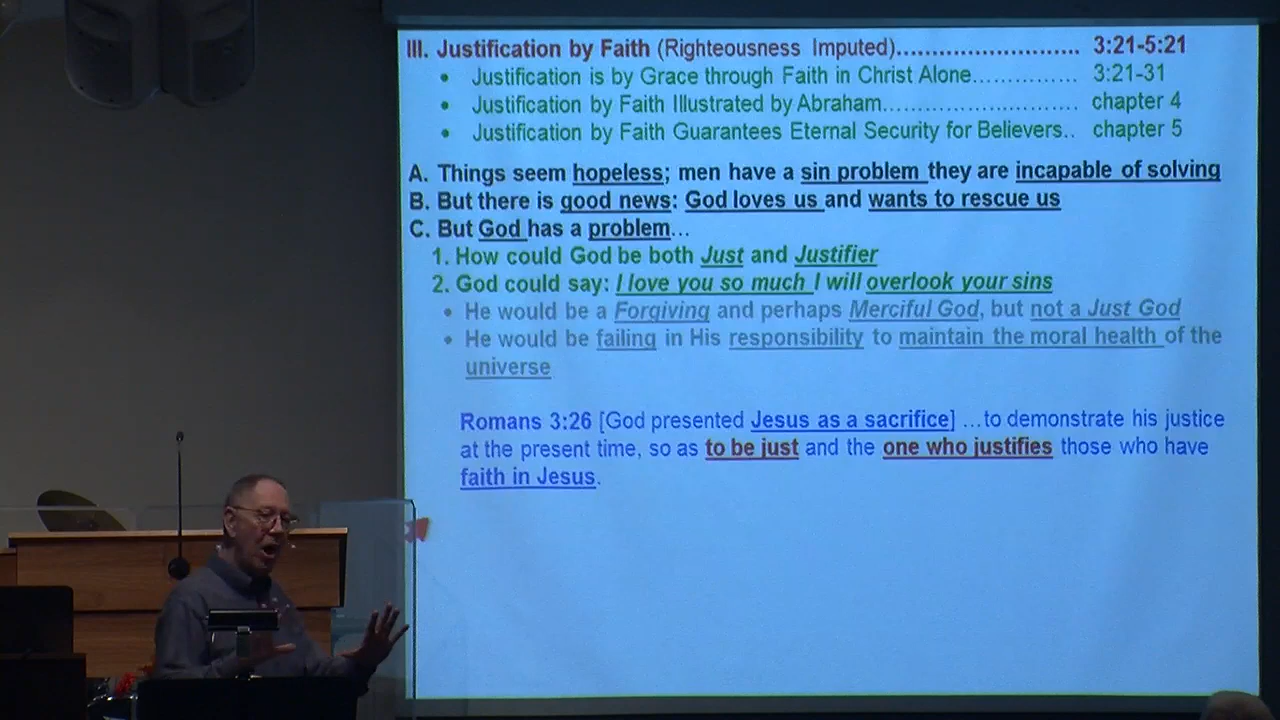 III. Justification by Faith (Righteousness Imputed)........................... 3:21-5:21
• Justification is by Grace through Faith in Christ Alone............... 3:21-31
• Justification by Faith Illustrated by Abraham............................ chapter 4
• Justification by Faith Guarantees Eternal Security for Believers.. chapter 5
A. Things seem hopeless; men have a sin problem they are incapable of solving
B. But there is good news: God loves us and wants to rescue us
C. But God has a problem...
1. How could God be both Just and Justifier
2. God could say: I love you so much I will overlook your sins
• He would be a Forgiving and perhaps Merciful God, but not a Just God
• He would be failing in His responsibility to maintain the moral health of the
universe
Romans 3:26 [God presented Jesus as a sacrifice] ...to demonstrate his justice
at the present time, so as to be just and the one who justifies those who have
faith in Jesus.